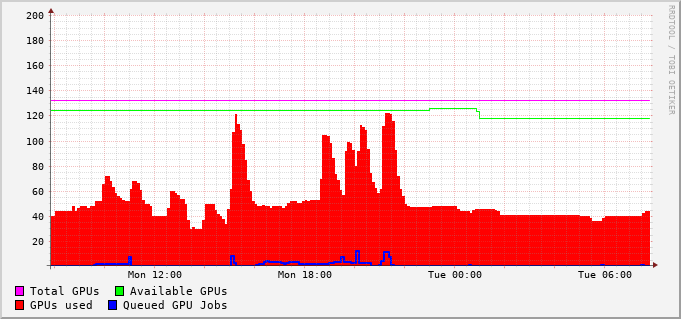 200
180
160
140
120
100
80
60
40
20
Mon 12:00 Mon 18:00 Tue 00:00 Tue 06:00
Total GPUs Available GPUs
GPUs used Queued GPU Jobs
RRDTOOL / TOBI OETIKER